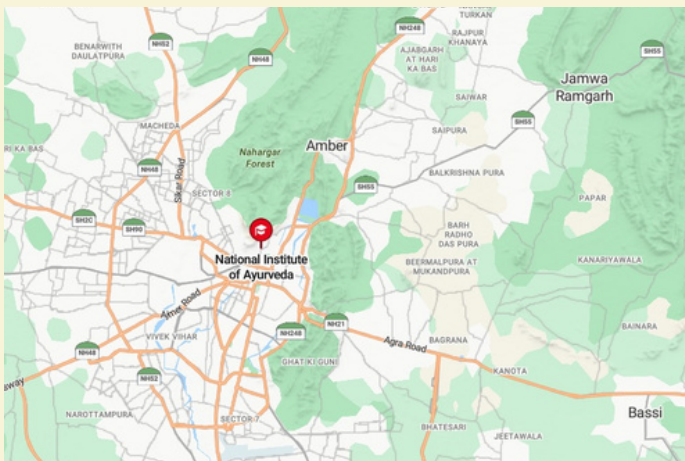 NH52
BENARWITH
DAULATPURA
NH48
NH248
TURKAN
RAJPUR
KHANAYA
AJABGARH
AT HARI
KA BAS
SH55
Jamwa
Ramgarh
SAIWAR
MACHEDA
SH55
SAIPURA
Amber
Nahargar
Forest
RI KA BAS
NH48
Sikar Road
SECTOR 8
SH55
BALKRISHNA PURA
PAPAR
SH2C
SH90
BARH
RADHO
DAS PURA
National Institute
of Ayurveda
BEERMALPURA AT
MUKANDPURA
KANARIYAWALA
Ajmer Road
NH248
NH21
BAINARA
VIVEK VIHAR
Agra Road
BAGRANA
NH48
GHAT KI GUNI
KANOTA
NH52
away
NAROTTAMPURA
SECTOR 7
BHATESARI
JEETAWALA
Bassi